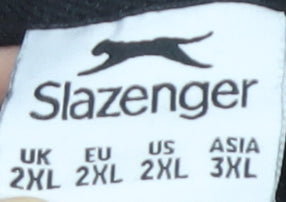 Slazenger
UK EU US ASIA
2XL 2XL 2XL 3XL